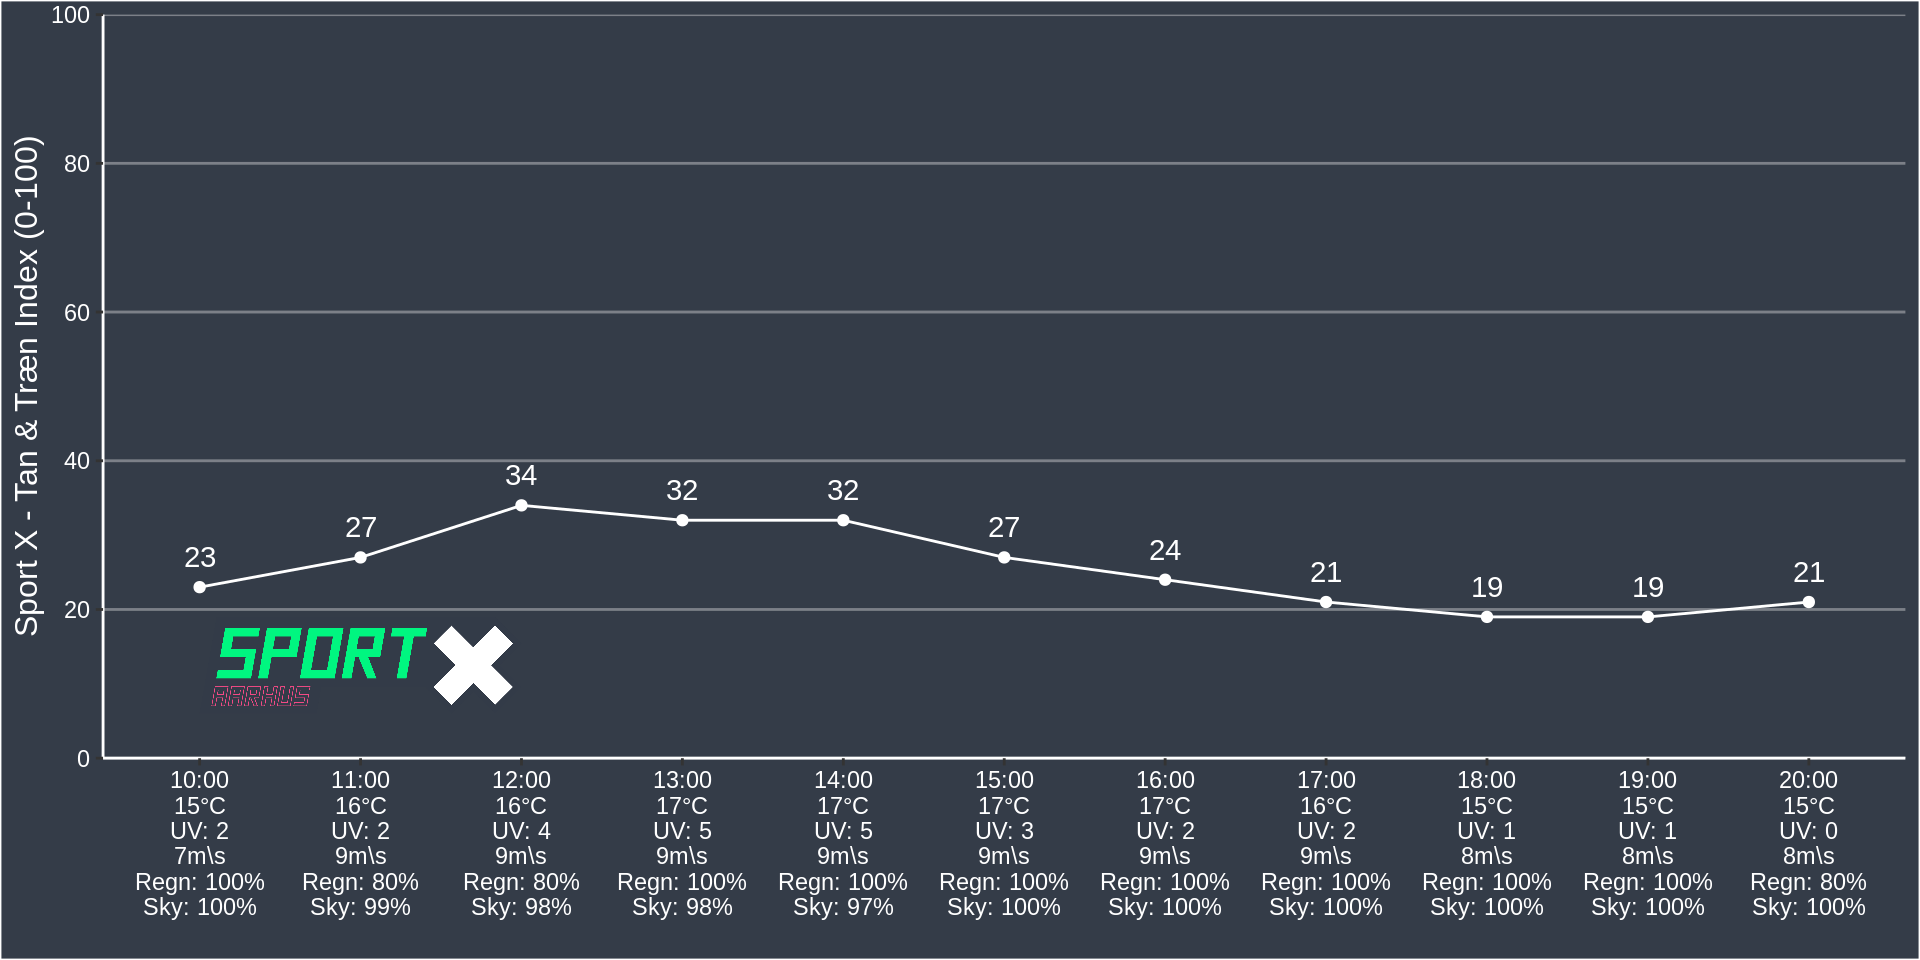 Sport X - Tan & Træn Index (0-100)
100
80
60
40
20
0
23
27
34
32
32
27
24
21
19
19
21
SPORT X
AARHUS
10:00 11:00 12:00 13:00 14:00 15:00 16:00 17:00 18:00 19:00 20:00
15°C 16°C 16°C 17°C 17°C 17°C 17°C 16°C 15°C 15°C 15°C
UV: 2 UV: 2 UV: 4 UV: 5 UV: 5 UV: 3 UV: 2 UV: 2 UV: 1 UV: 1 UV: 0
7m\s 9m\s 9m\s 9m\s 9m\s 9m\s 9m\s 9m\s 8m\s 8m\s 8m\s
Regn: 100% Regn: 80% Regn: 80% Regn: 100% Regn: 100% Regn: 100% Regn: 100% Regn: 100% Regn: 100% Regn: 100% Regn: 80%
Sky: 100% Sky: 99% Sky: 98% Sky: 98% Sky: 97% Sky: 100% Sky: 100% Sky: 100% Sky: 100% Sky: 100% Sky: 100%